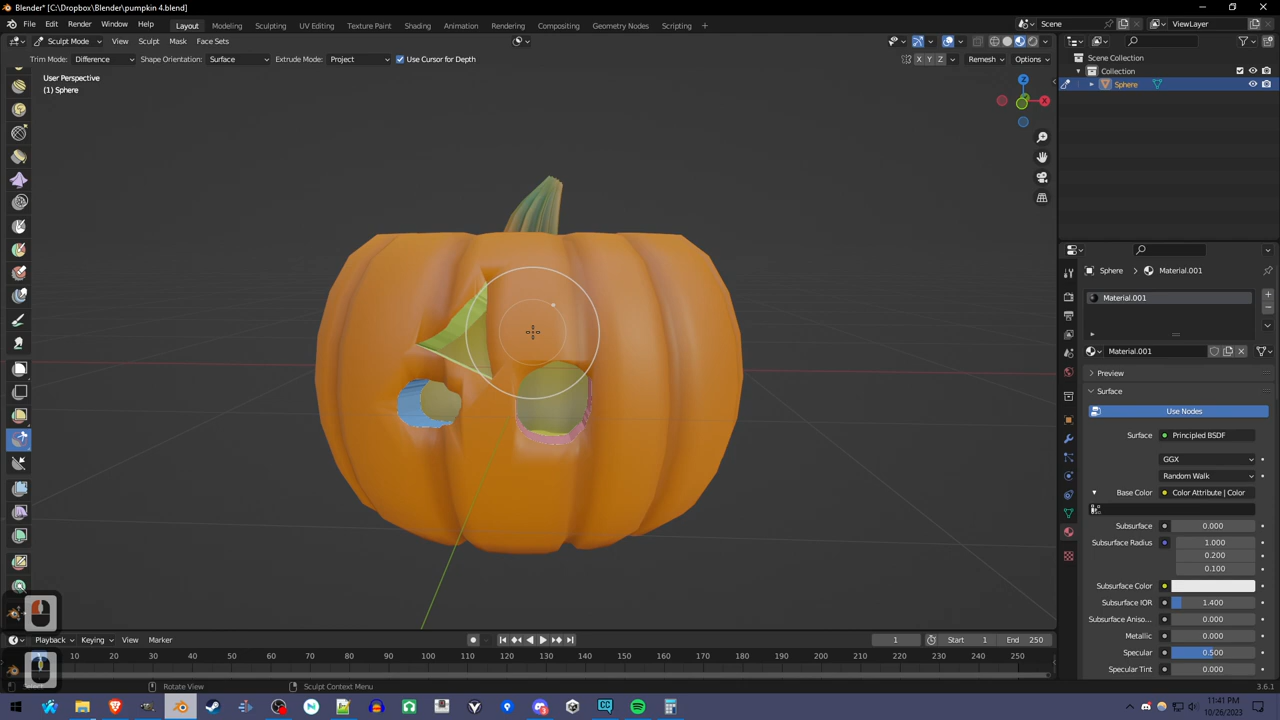 Blender* [C:\Dropbox\Blender\pumpkin 4.blend]
File Edit Render Window Help Layout Modeling Sculpting UV Editing Texture Paint Shading Animation Rendering Compositing Geometry Nodes Scripting + Scene ViewLayer
Sculpt Mode View Sculpt Mask Face Sets Options
Trim Mode: Difference Shape Orientation: Surface Extrude Mode: Project Use Cursor for Depth X Y Z Remesh Options
User Perspective
(1) Sphere
Z
X
Scene Collection
Collection
Sphere
Sphere Material.001
Material.001
Material.001
Preview
Surface
Use Nodes
Surface Principled BSDF
GGX
Random Walk
Base Color Color Attribute | Color
Subsurface 0.000
Subsurface Radius 1.000
0.200
0.100
Subsurface Color
Subsurface IOR 1.400
Subsurface Aniso... 0.000
Metallic 0.000
Specular 0.500
Specular Tint 0.000
Playback Keying View Marker 1 Start 1 End 250
10 20 30 40 50 60 70 80 90 100 110 120 130 140 150 160 170 180 190 200 210 220 230 240 250
Rotate View Sculpt Context Menu 3.6.1
11:41 PM
10/26/2023